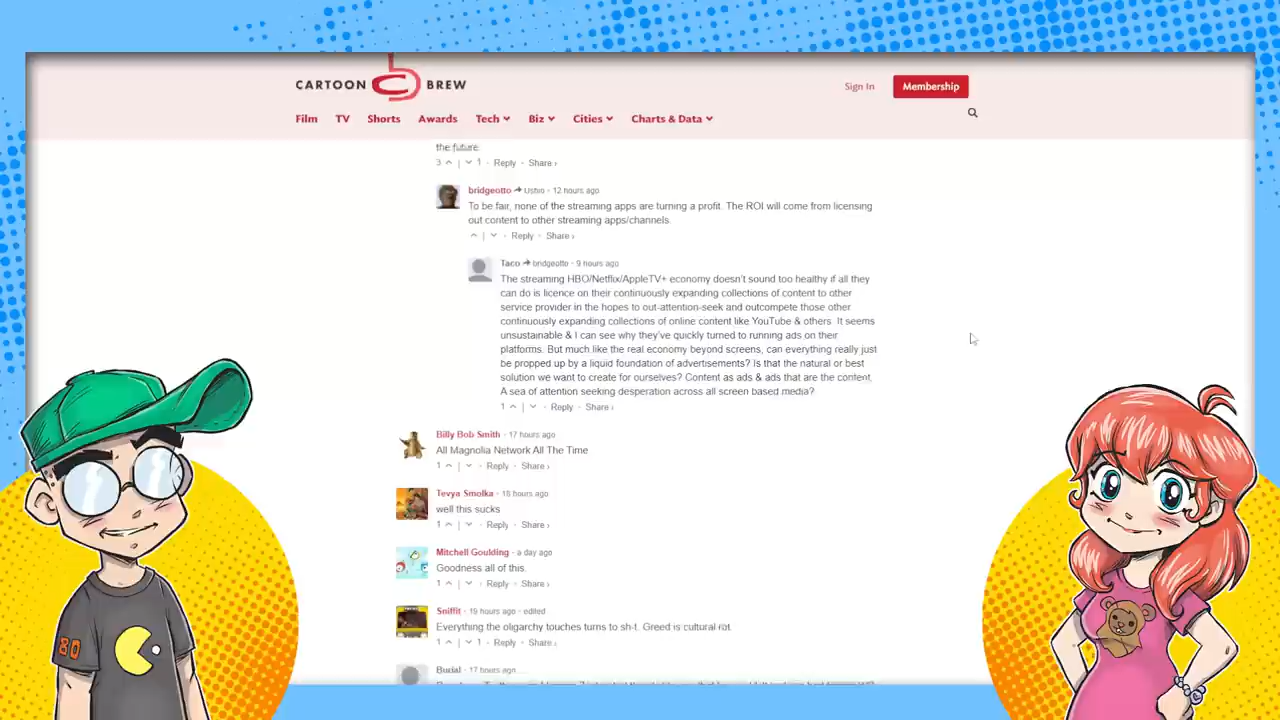 CARTOON BREW
Sign In
Membership
Film TV Shorts Awards Tech Biz Cities Charts & Data
the future.
3 | 1 · Reply · Share ›
bridgeotto Ushio · 12 hours ago
To be fair, none of the streaming apps are turning a profit. The ROI will come from licensing
out content to other streaming apps/channels.
| · Reply · Share ›
Taco bridgeotto · 9 hours ago
The streaming HBO/Netflix/AppleTV+ economy doesn't sound too healthy if all they
can do is licence on their continuously expanding collections of content to other
service provider in the hopes to out-attention-seek and outcompete those other
continuously expanding collections of online content like YouTube & others. It seems
unsustainable & I can see why they've quickly turned to running ads on their
platforms. But much like the real economy beyond screens, can everything really just
be propped up by a liquid foundation of advertisements? Is that the natural or best
solution we want to create for ourselves? Content as ads & ads that are the content.
A sea of attention seeking desperation across all screen based media?
1 | · Reply · Share ›
Billy Bob Smith · 17 hours ago
All Magnolia Network All The Time
1 | · Reply · Share ›
Tevya Smolka · 18 hours ago
well this sucks
1 | · Reply · Share ›
Mitchell Goulding · a day ago
Goodness all of this.
1 | · Reply · Share ›
Sniffit · 19 hours ago · edited
Everything the oligarchy touches turns to sh-t. Greed is cultural rot.
1 | 1 · Reply · Share ›
Burial · 17 hours ago
80